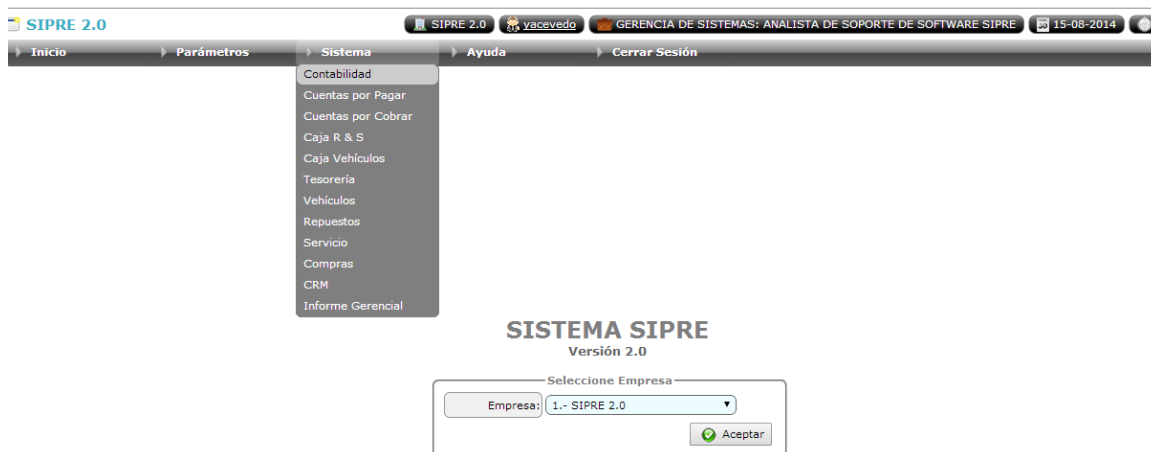 SIPRE 2.0 SIPRE 2.0 yacevedo GERENCIA DE SISTEMAS: ANALISTA DE SOPORTE DE SOFTWARE SIPRE 15-08-2014
Inicio Parámetros Sistema Ayuda Cerrar Sesión
Contabilidad
Cuentas por Pagar
Cuentas por Cobrar
Caja R & S
Caja Vehículos
Tesorería
Vehículos
Repuestos
Servicio
Compras
CRM
Informe Gerencial
SISTEMA SIPRE
Versión 2.0
Seleccione Empresa
Empresa: 1.- SIPRE 2.0
Aceptar